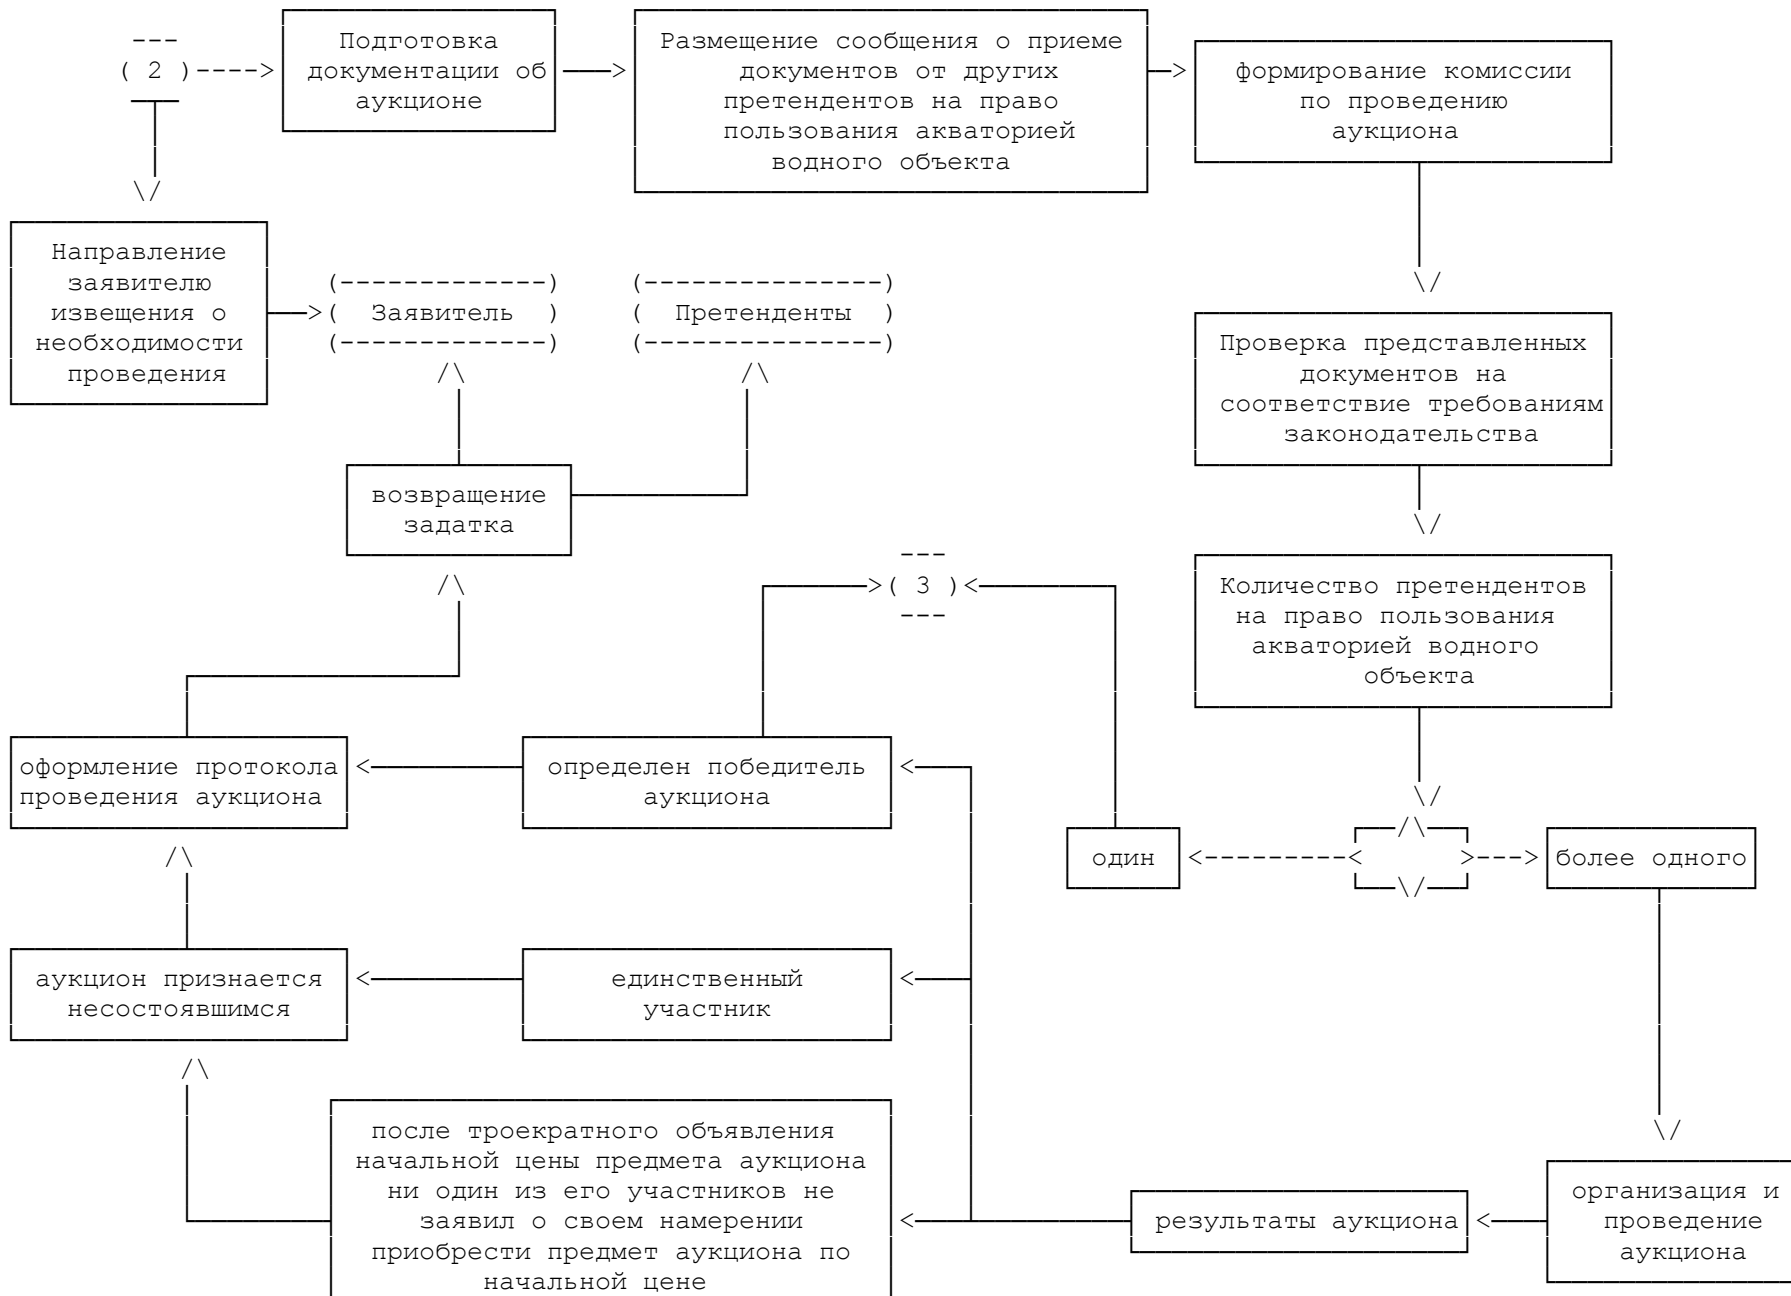 ( 2 )
Подготовка
документации об
аукционе
Размещение сообщения о приеме
документов от других
претендентов на право
пользования акваторией
водного объекта
формирование комиссии
по проведению
аукциона
Направление
заявителю
извещения о
необходимости
проведения
( Заявитель )
( Претенденты )
Проверка представленных
документов на
соответствие требованиям
законодательства
возвращение
задатка
( 3 )
Количество претендентов
на право пользования
акваторией водного
объекта
оформление протокола
проведения аукциона
определен победитель
аукциона
один
более одного
аукцион признается
несостоявшимся
единственный
участник
после троекратного объявления
начальной цены предмета аукциона
ни один из его участников не
заявил о своем намерении
приобрести предмет аукциона по
начальной цене
результаты аукциона
организация и
проведение
аукциона